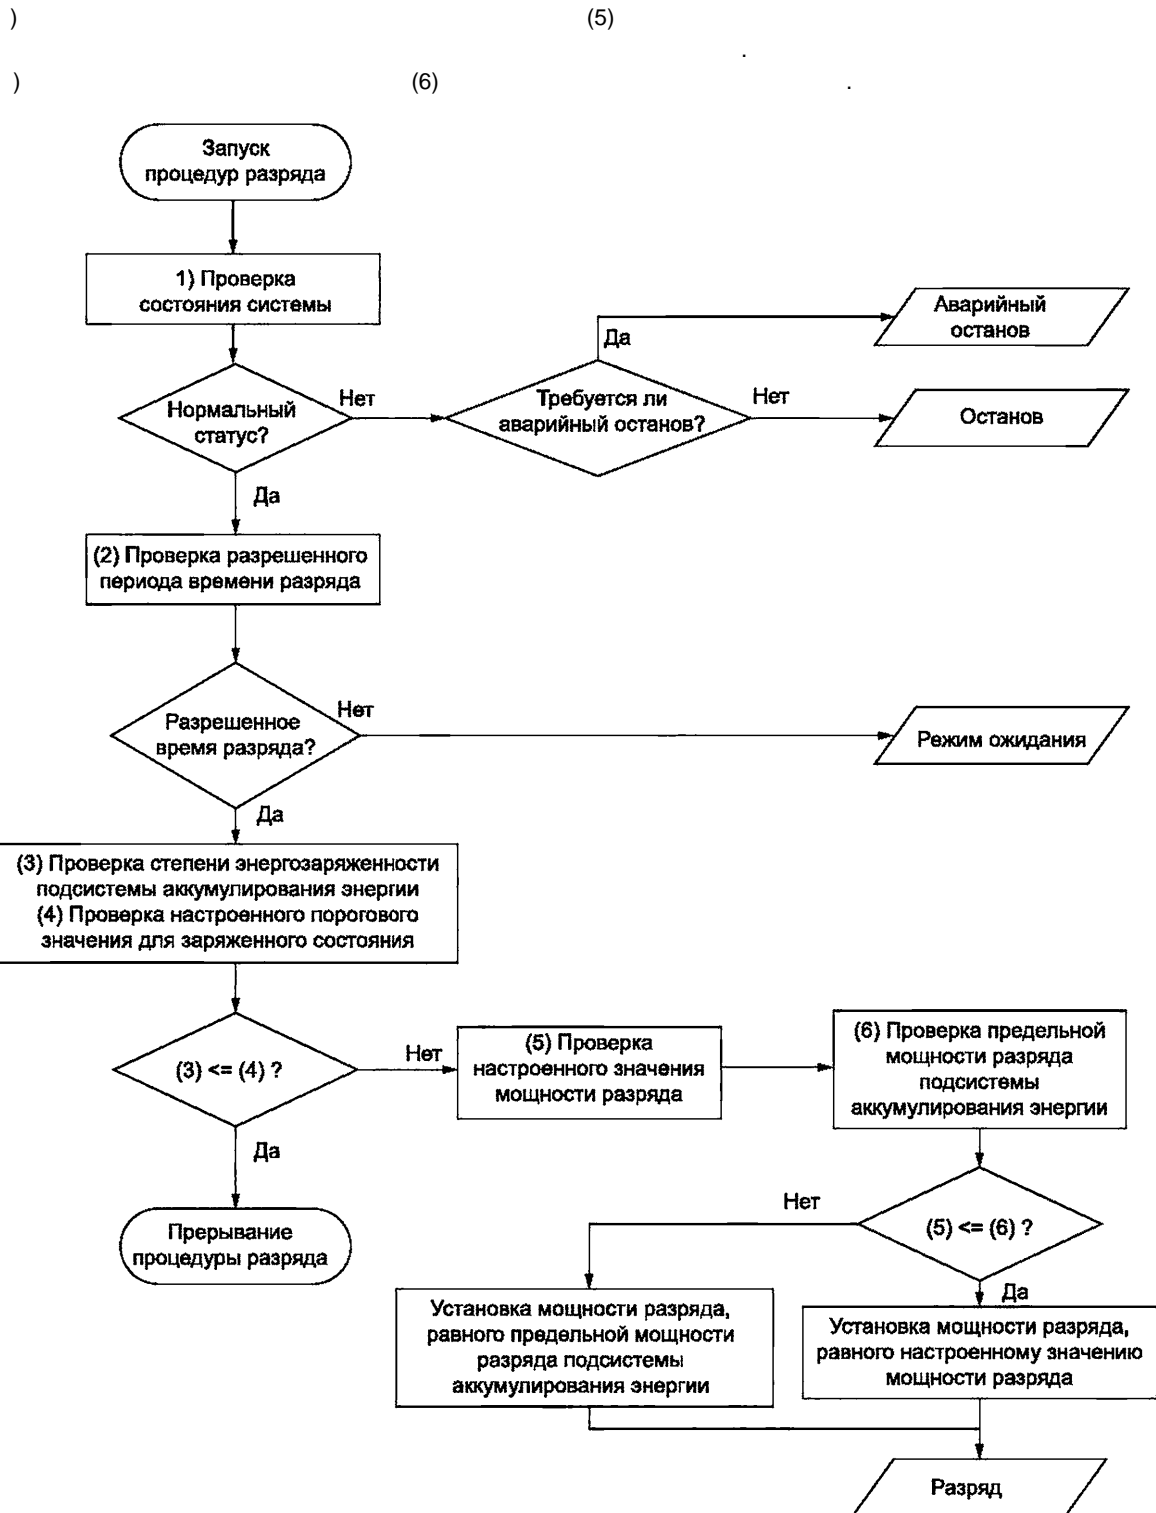 )
(5)
.
)
(6)
.
Запуск
процедур разряда
1) Проверка
состояния системы
Аварийный
останов
Да
Нет
Нормальный
статус?
Требуется ли
аварийный останов?
Нет
Останов
Да
(2) Проверка разрешенного
периода времени разряда
Нет
Разрешенное
время разряда?
Режим ожидания
Да
(3) Проверка степени энергозаряженности
подсистемы аккумулирования энергии
(4) Проверка настроенного порогового
значения для заряженного состояния
(3) <= (4) ?
Нет
(5) Проверка
настроенного значения
мощности разряда
(6) Проверка предельной
мощности разряда
подсистемы
аккумулирования энергии
Да
Прерывание
процедуры разряда
Нет
(5) <= (6) ?
Да
Установка мощности разряда,
равного предельной мощности
разряда подсистемы
аккумулирования энергии
Установка мощности разряда,
равного настроенному значению
мощности разряда
Разряд